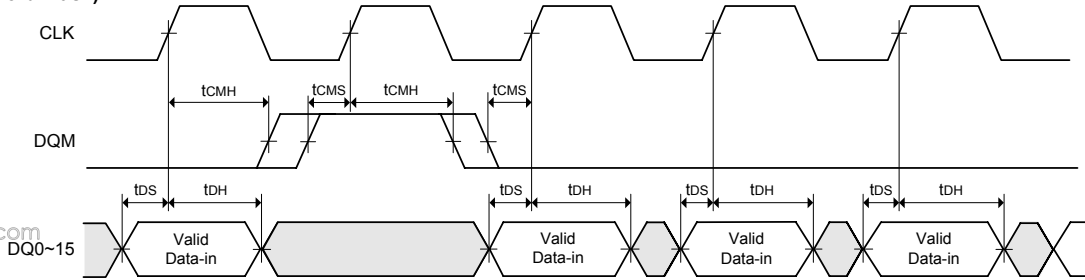 CLK
tCMH tCMS tCMH tCMS
DQM
tDS tDH tDS tDH tDS tDH tDS tDH
com
DQ0~15
Valid Data-in Valid Data-in Valid Data-in Valid Data-in